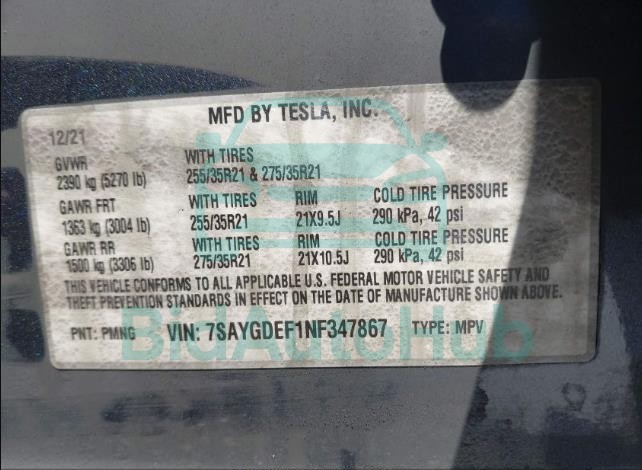 MFD BY TESLA, INC.
12/21
GVWR WITH TIRES
2390 kg (5270 lb) 255/35R21 & 275/35R21
GAWR FRT WITH TIRES RIM COLD TIRE PRESSURE
1363 kg (3004 lb) 255/35R21 21X9.5J 290 kPa, 42 psi
GAWR RR WITH TIRES RIM COLD TIRE PRESSURE
1500 kg (3306 lb) 275/35R21 21X10.5J 290 kPa, 42 psi
THIS VEHICLE CONFORMS TO ALL APPLICABLE U.S. FEDERAL MOTOR VEHICLE SAFETY AND
THEFT PREVENTION STANDARDS IN EFFECT ON THE DATE OF MANUFACTURE SHOWN ABOVE.
PNT: PMNG VIN: 7SAYGDEF1NF347867 TYPE: MPV
BidAutoHub